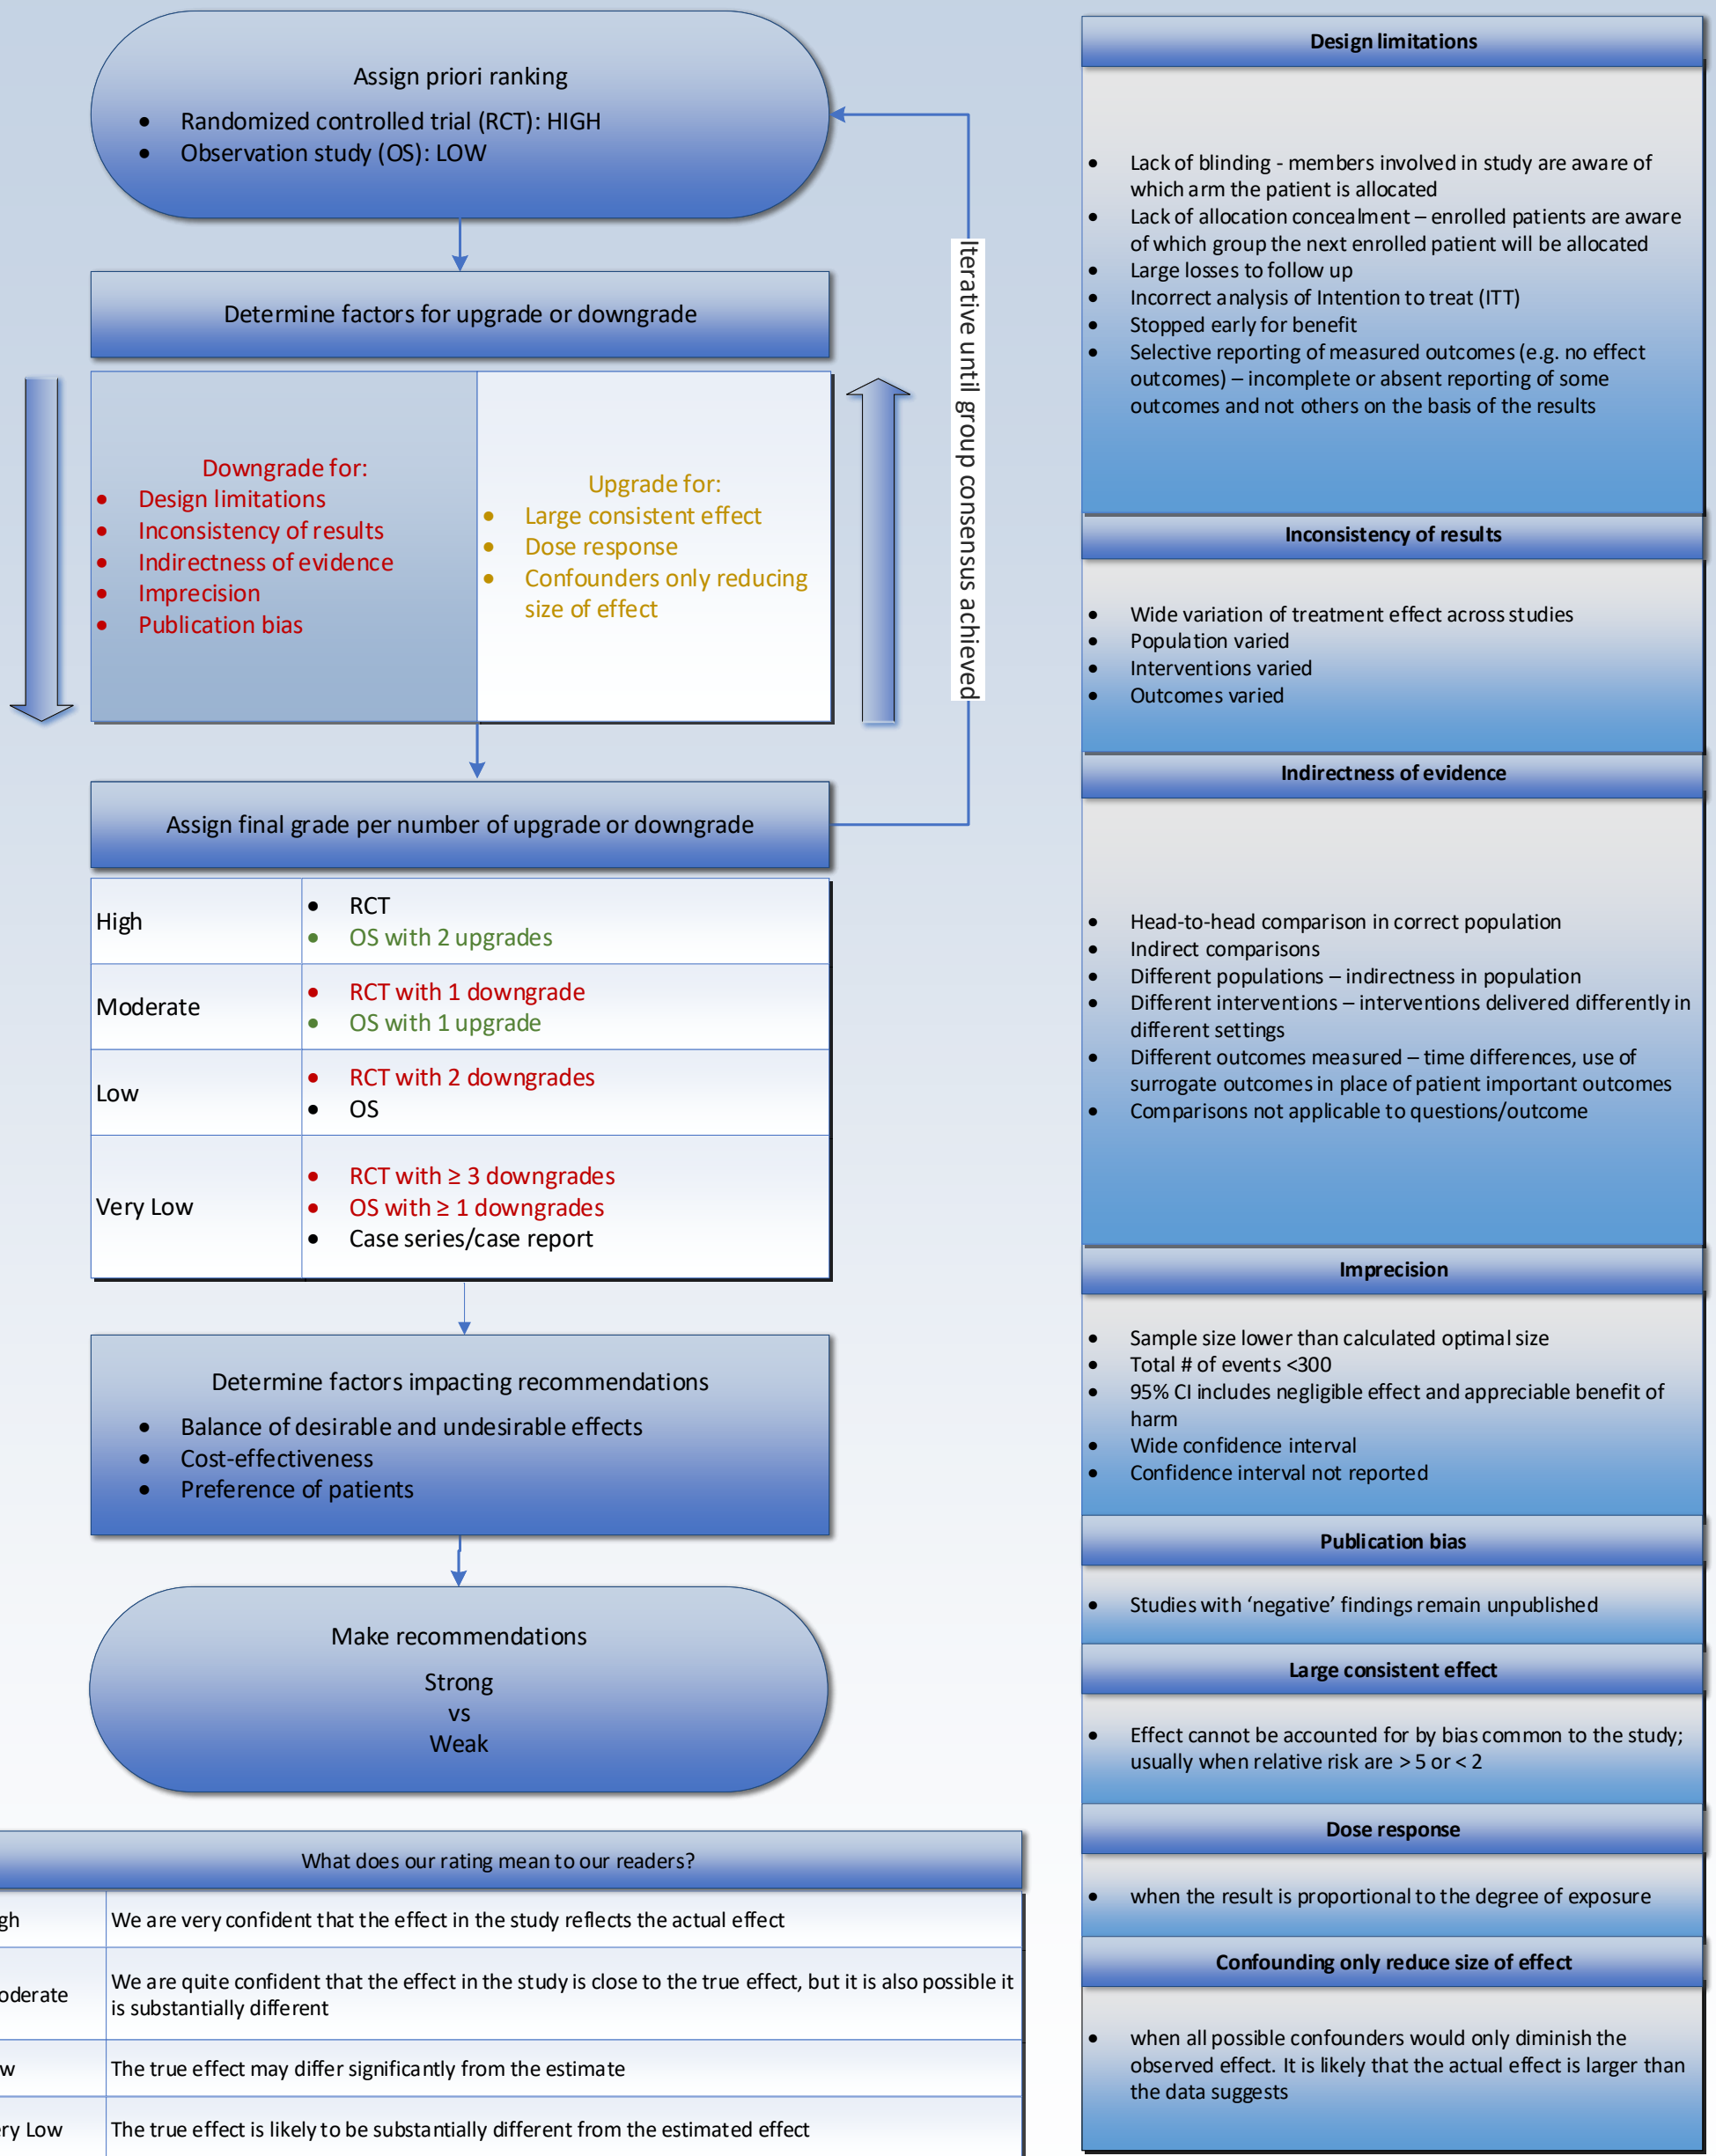 Assign priori ranking
• Randomized controlled trial (RCT): HIGH
• Observation study (OS): LOW
Determine factors for upgrade or downgrade
Downgrade for:
• Design limitations
• Inconsistency of results
• Indirectness of evidence
• Imprecision
• Publication bias
Upgrade for:
• Large consistent effect
• Dose response
• Confounders only reducing
size of effect
Iterative until group consensus achieved
Assign final grade per number of upgrade or downgrade
High
• RCT
• OS with 2 upgrades
Moderate
• RCT with 1 downgrade
• OS with 1 upgrade
Low
• RCT with 2 downgrades
• OS
Very Low
• RCT with ≥ 3 downgrades
• OS with ≥ 1 downgrades
• Case series/case report
Determine factors impacting recommendations
• Balance of desirable and undesirable effects
• Cost-effectiveness
• Preference of patients
Make recommendations
Strong
vs
Weak
What does our rating mean to our readers?
gh
We are very confident that the effect in the study reflects the actual effect
oderate
We are quite confident that the effect in the study is close to the true effect, but it is also possible it
is substantially different
w
The true effect may differ significantly from the estimate
ery Low
The true effect is likely to be substantially different from the estimated effect
Design limitations
• Lack of blinding - members involved in study are aware of
which arm the patient is allocated
• Lack of allocation concealment – enrolled patients are aware
of which group the next enrolled patient will be allocated
• Large losses to follow up
• Incorrect analysis of Intention to treat (ITT)
• Stopped early for benefit
• Selective reporting of measured outcomes (e.g. no effect
outcomes) – incomplete or absent reporting of some
outcomes and not others on the basis of the results
Inconsistency of results
• Wide variation of treatment effect across studies
• Population varied
• Interventions varied
• Outcomes varied
Indirectness of evidence
• Head-to-head comparison in correct population
• Indirect comparisons
• Different populations – indirectness in population
• Different interventions – interventions delivered differently in
different settings
• Different outcomes measured – time differences, use of
surrogate outcomes in place of patient important outcomes
• Comparisons not applicable to questions/outcome
Imprecision
• Sample size lower than calculated optimal size
• Total # of events <300
• 95% CI includes negligible effect and appreciable benefit of
harm
• Wide confidence interval
• Confidence interval not reported
Publication bias
• Studies with ‘negative’ findings remain unpublished
Large consistent effect
• Effect cannot be accounted for by bias common to the study;
usually when relative risk are > 5 or < 2
Dose response
• when the result is proportional to the degree of exposure
Confounding only reduce size of effect
• when all possible confounders would only diminish the
observed effect. It is likely that the actual effect is larger than
the data suggests